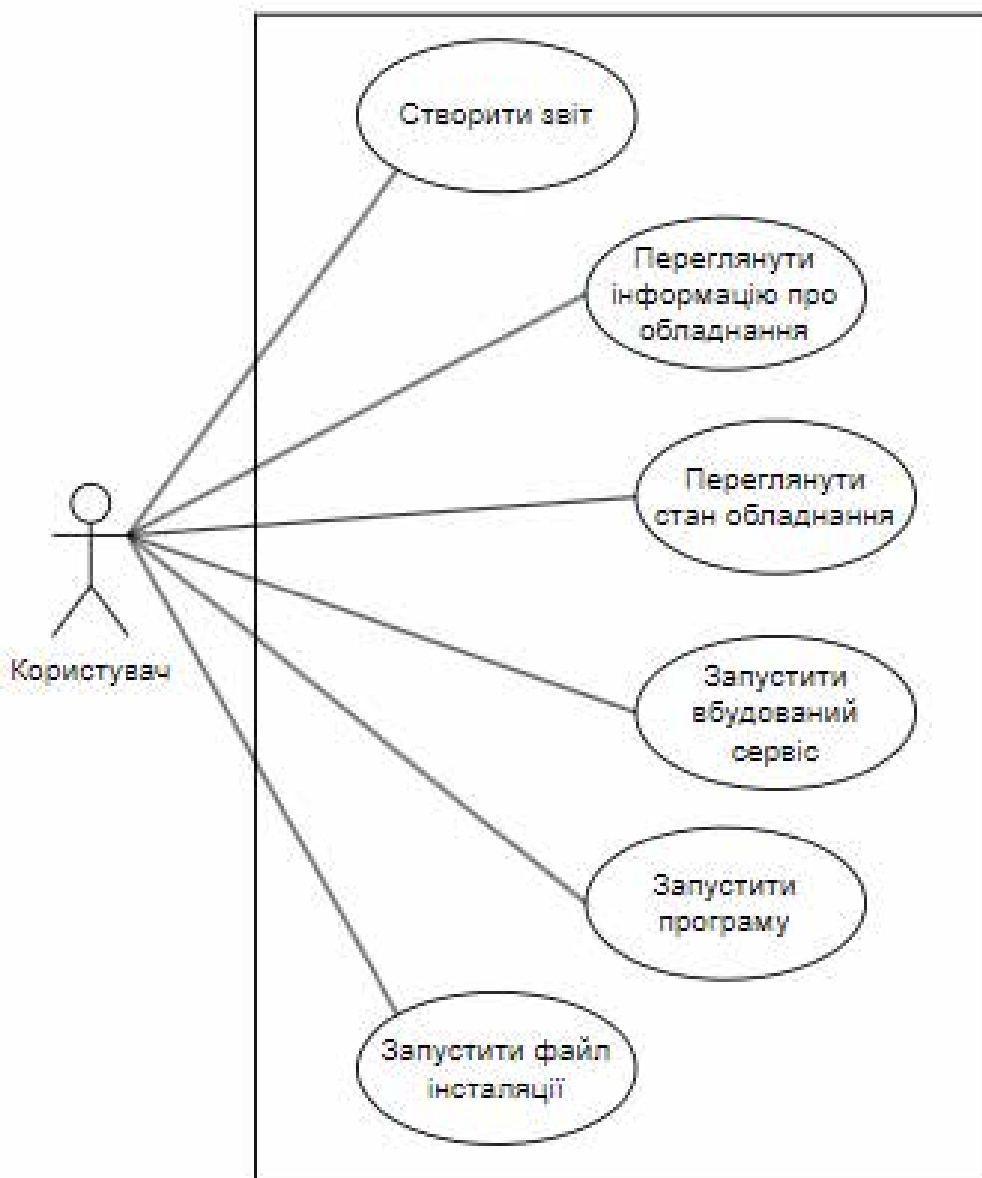 Створити звіт
Переглянути
інформацію про
обладнання
Переглянути
стан обладнання
Користувач
Запустити
вбудований
сервіс
Запустити
програму
Запустити файл
інсталяції